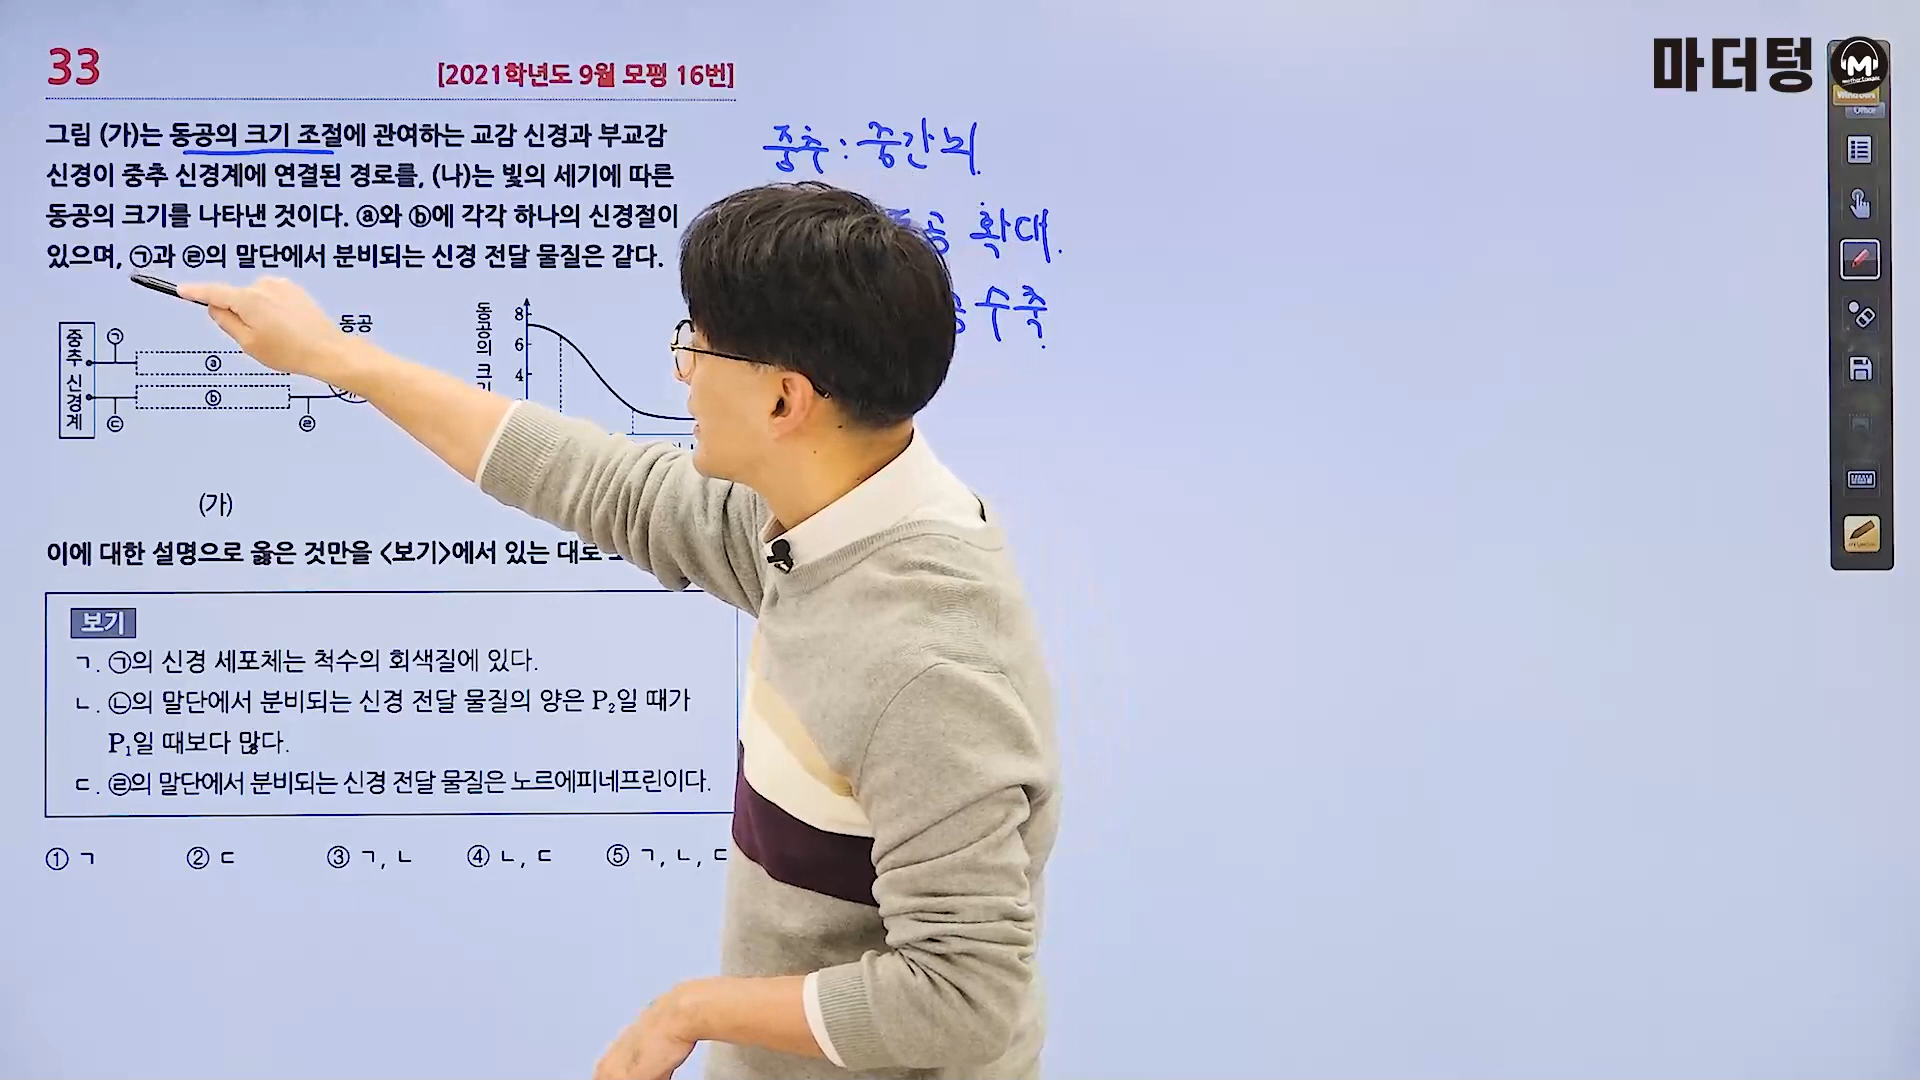 33
[2021학년도 9월 모평 16번]
마더텅
그림 (가)는 동공의 크기 조절에 관여하는 교감 신경과 부교감
신경이 중추 신경계에 연결된 경로를, (나)는 빛의 세기에 따른
동공의 크기를 나타낸 것이다. ⓐ와 ⓑ에 각각 하나의 신경절이
있으며, ㉠과 ㉣의 말단에서 분비되는 신경 전달 물질은 같다.
중추 : 중간뇌.
확대.
수축.
중추 신경계
㉠
ⓐ
ⓑ
㉢
㉣
동공
동공의 크기
8
6
4
(가)
이에 대한 설명으로 옳은 것만을 <보기>에서 있는 대로
보기
ㄱ. ㉠의 신경 세포체는 척수의 회색질에 있다.
ㄴ. ㉡의 말단에서 분비되는 신경 전달 물질의 양은 P₂일 때가
P₁일 때보다 많다.
ㄷ. ㉣의 말단에서 분비되는 신경 전달 물질은 노르에피네프린이다.
① ㄱ ② ㄷ ③ ㄱ, ㄴ ④ ㄴ, ㄷ ⑤ ㄱ, ㄴ, ㄷ